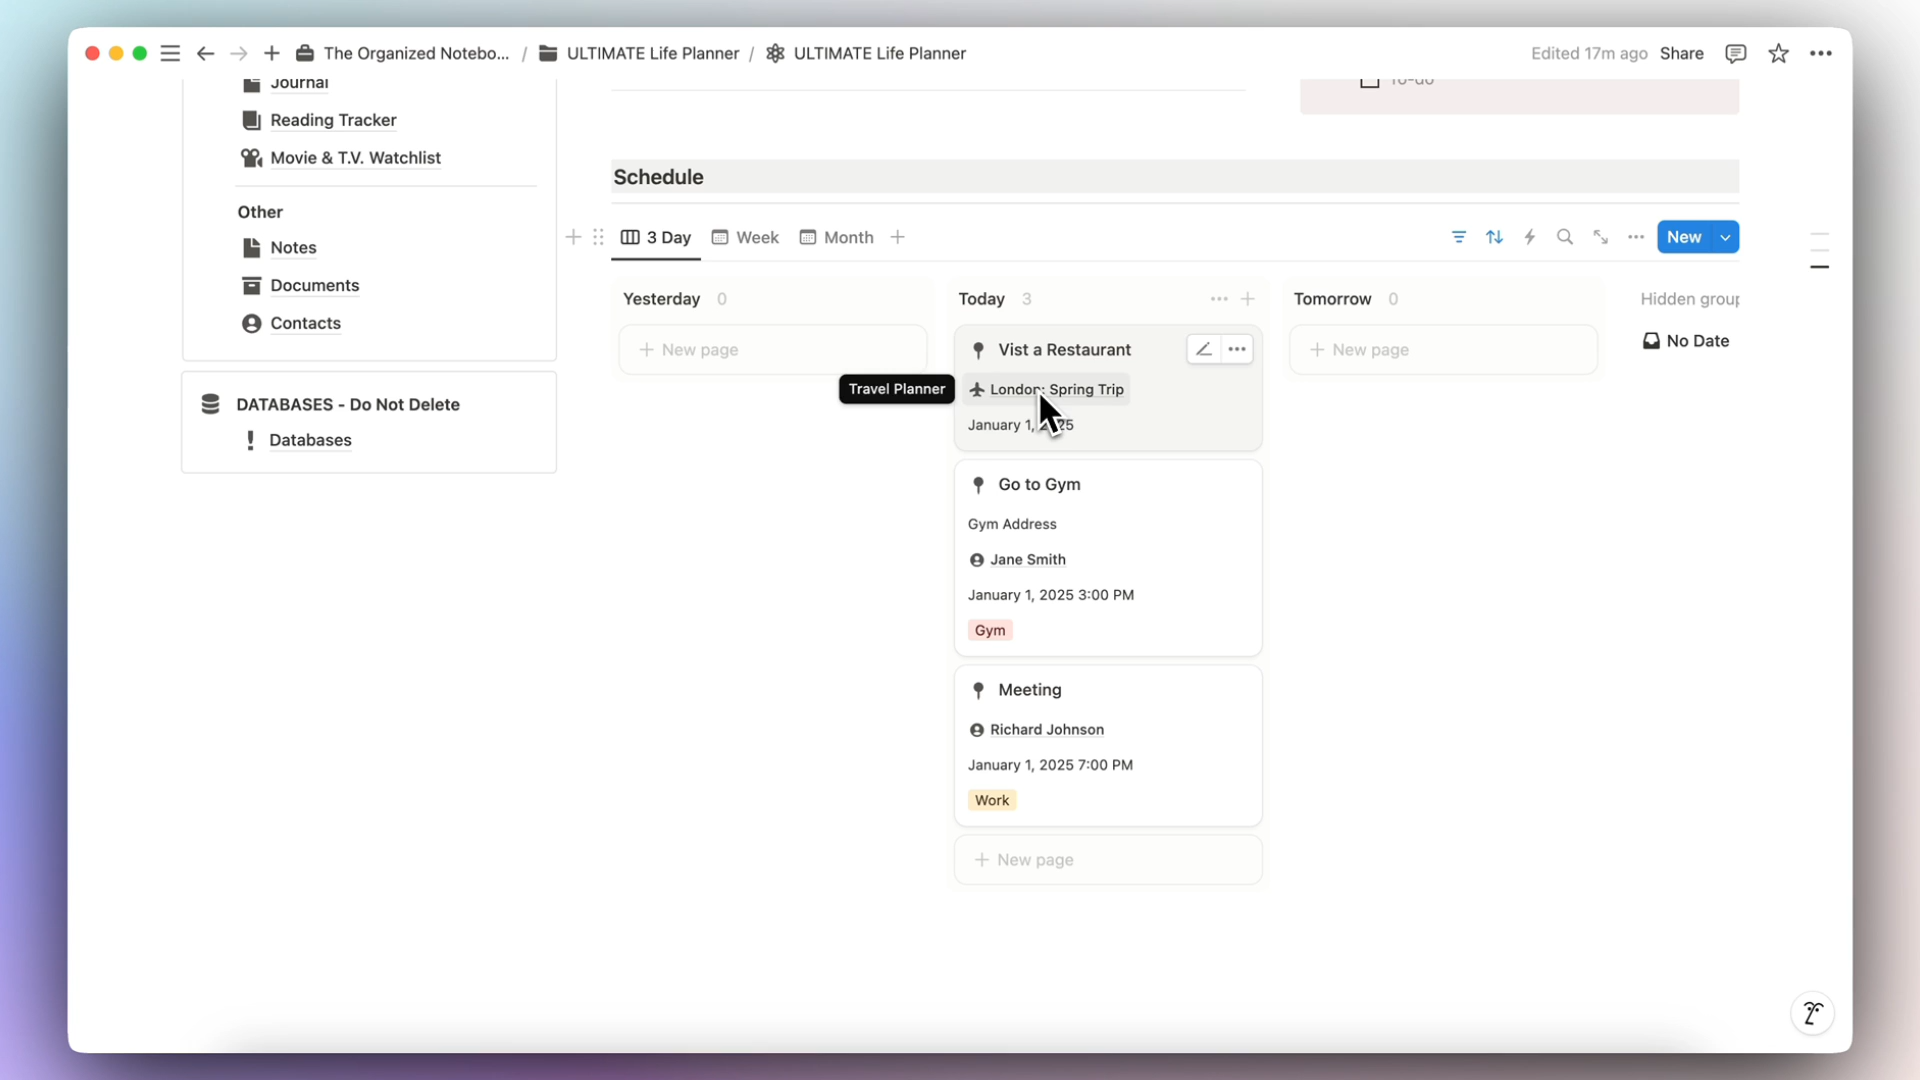 The Organized Notebo... / ULTIMATE Life Planner / ULTIMATE Life Planner
Edited 17m ago Share
Journal
Reading Tracker
Movie & T.V. Watchlist
Other
Notes
Documents
Contacts
DATABASES - Do Not Delete
Databases
To-do
Schedule
3 Day Week Month
New
Yesterday 0
New page
Today 3
Vist a Restaurant
Travel Planner
London: Spring Trip
January 1, 2025
Go to Gym
Gym Address
Jane Smith
January 1, 2025 3:00 PM
Gym
Meeting
Richard Johnson
January 1, 2025 7:00 PM
Work
New page
Tomorrow 0
New page
Hidden group
No Date